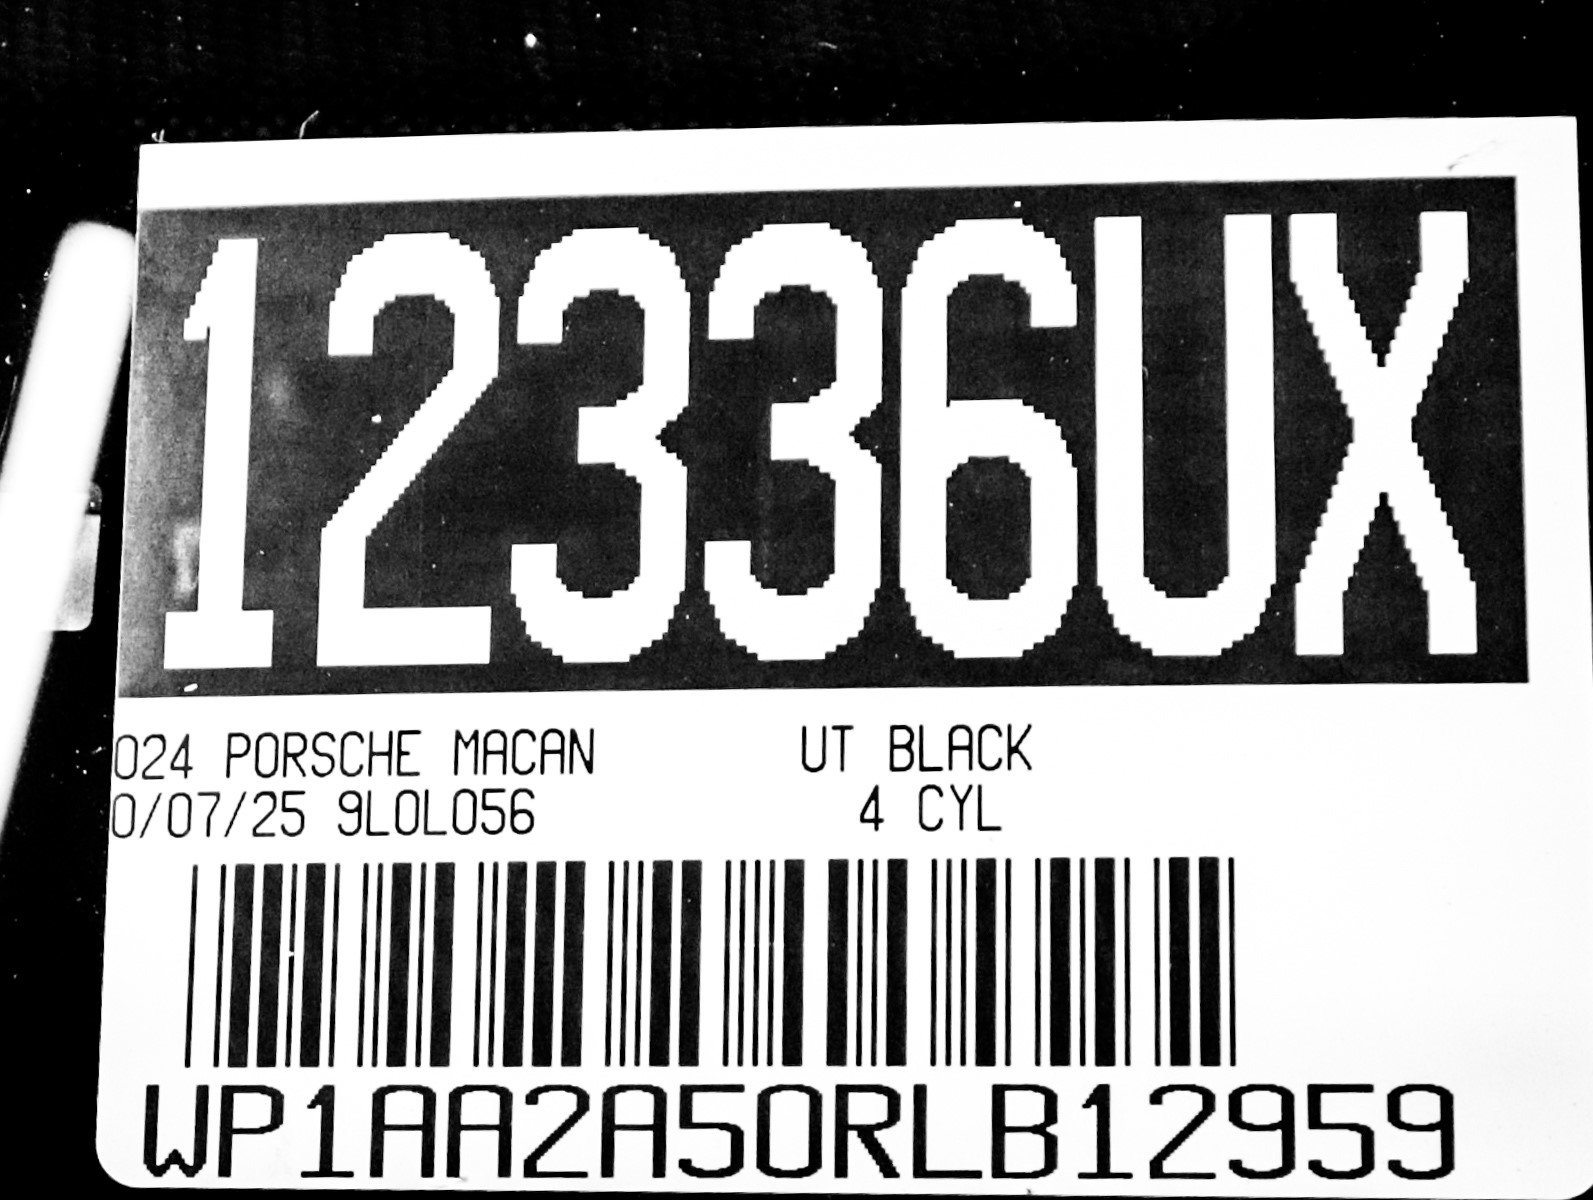 12336UX
024 PORSCHE MACAN UT BLACK
0/07/25 9L0L056 4 CYL
WP1AA2A50RLB12959